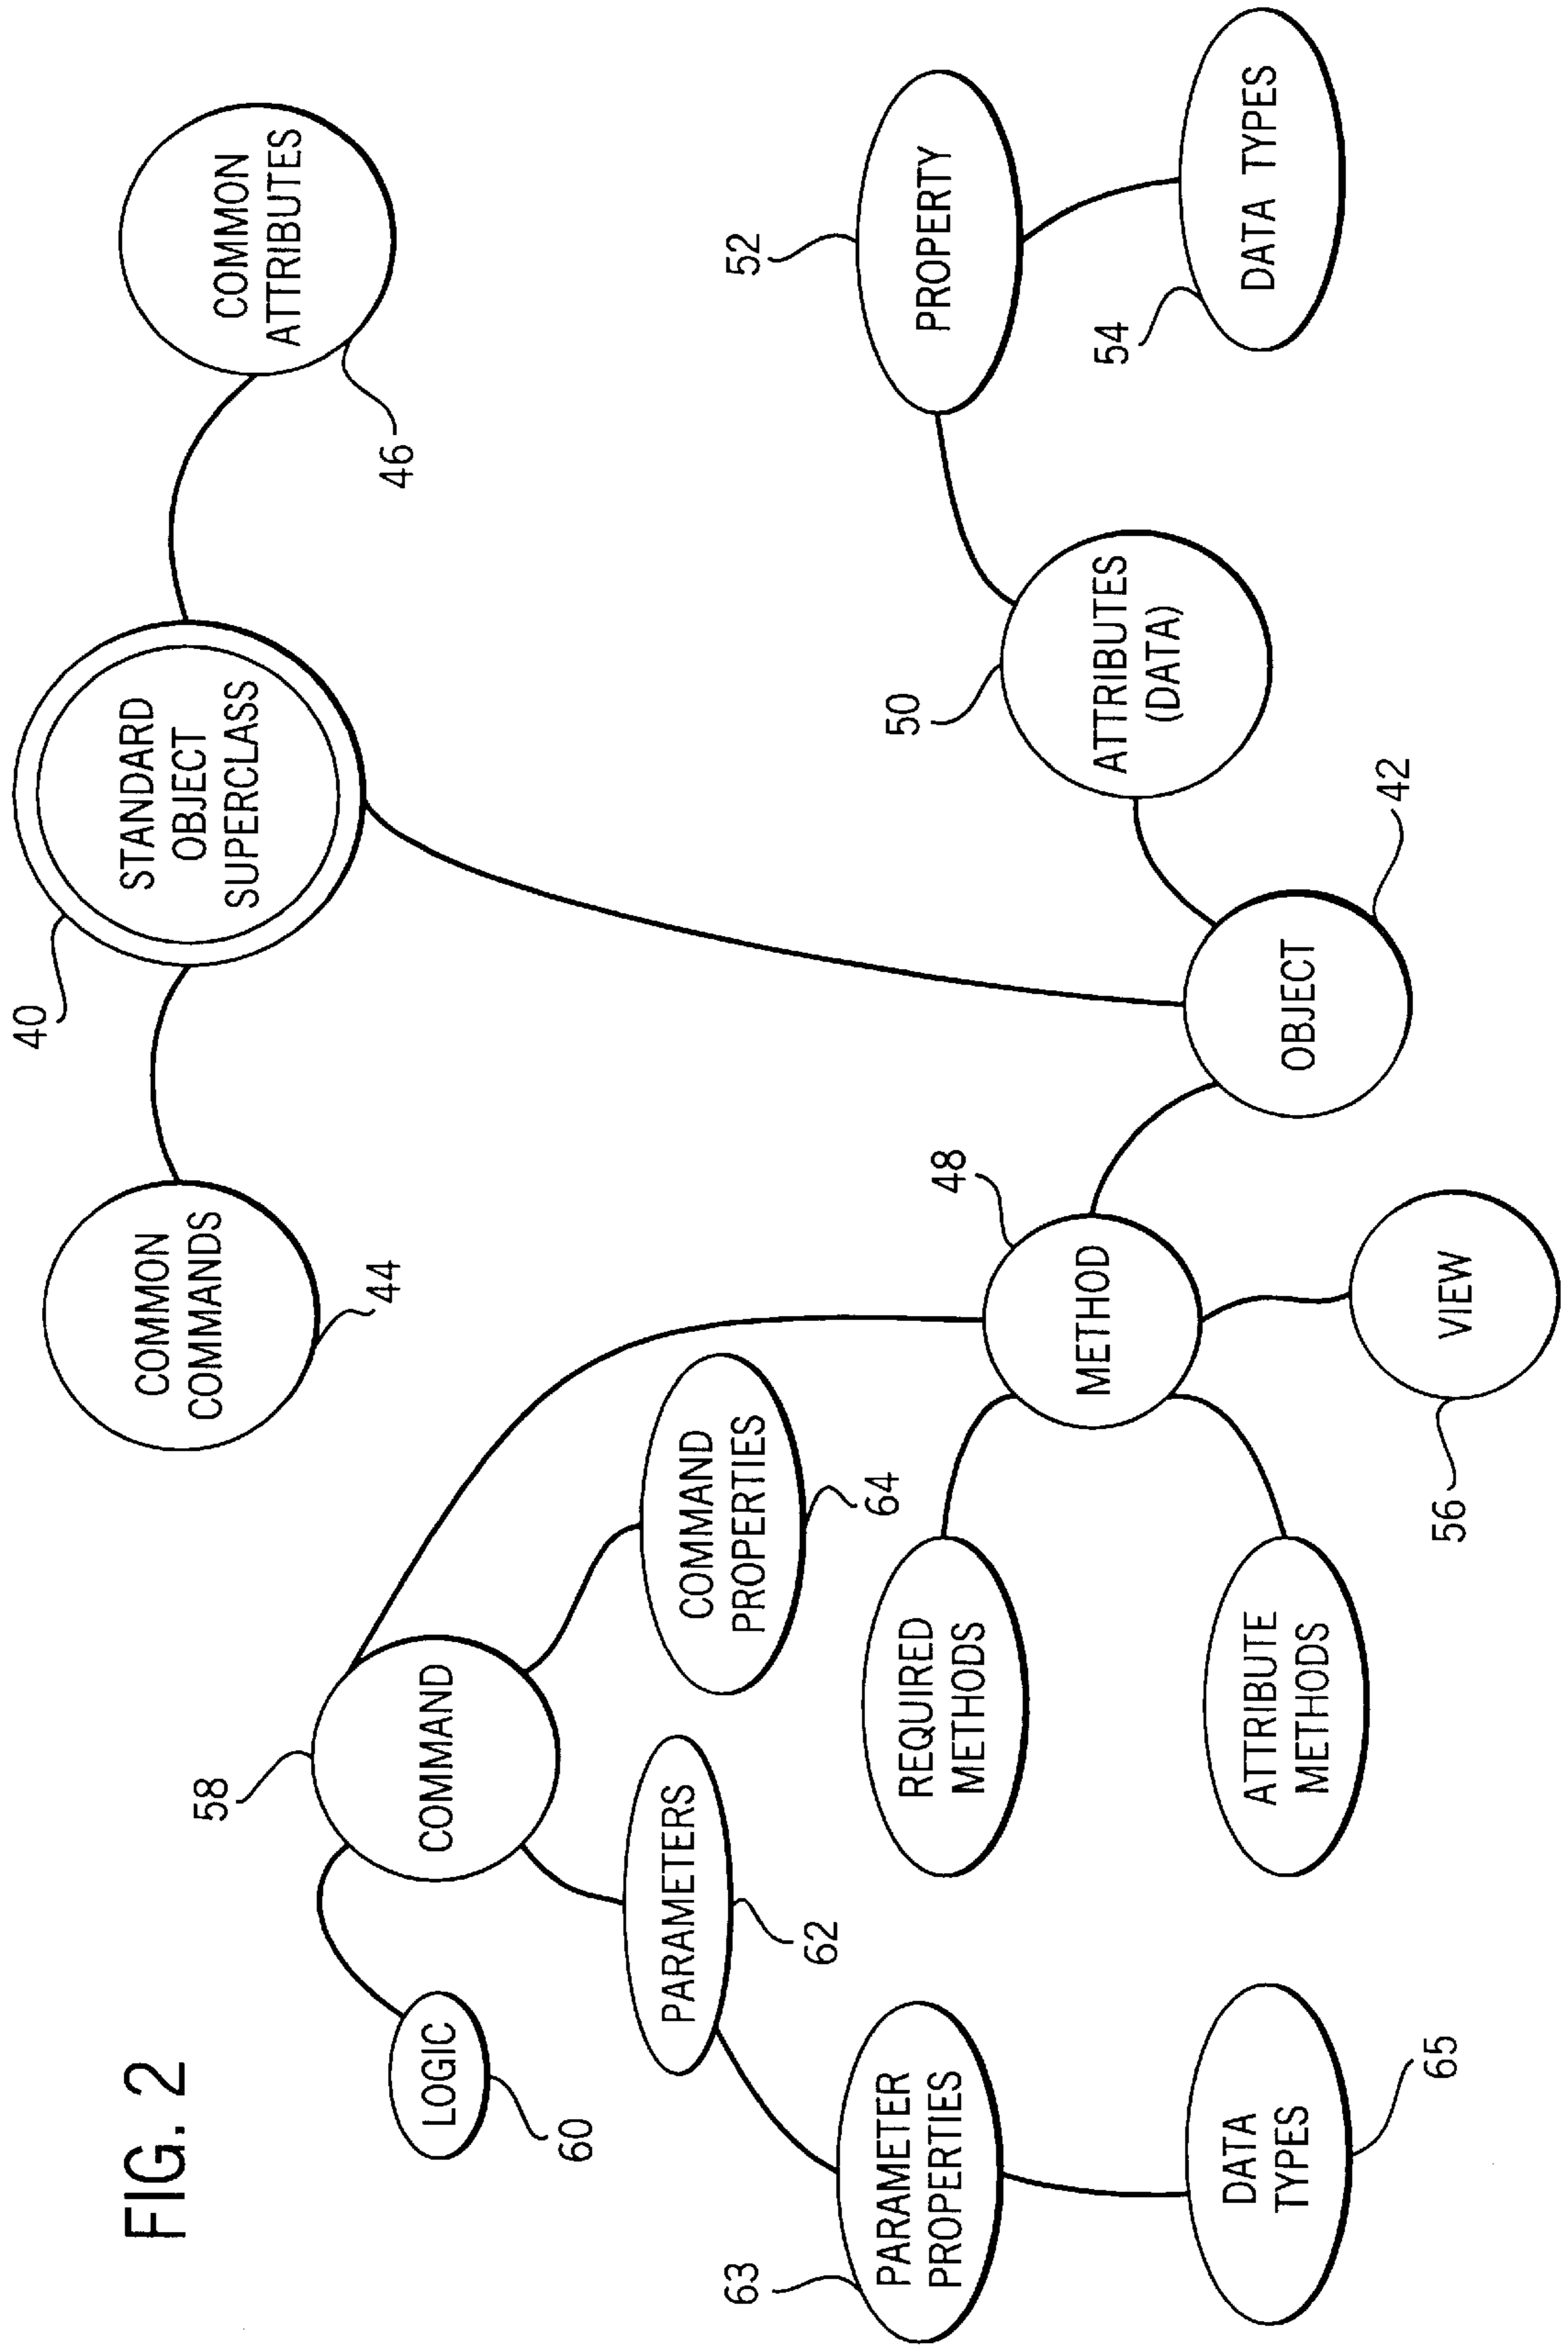 FIG. 2
40
STANDARD
OBJECT
SUPERCLASS
COMMON
COMMANDS
44
COMMON
ATTRIBUTES
46
58
COMMAND
LOGIC
60
PARAMETERS
62
COMMAND
PROPERTIES
64
63
PARAMETER
PROPERTIES
DATA
TYPES
65
REQUIRED
METHODS
ATTRIBUTE
METHODS
48
METHOD
VIEW
56
OBJECT
42
50
ATTRIBUTES
(DATA)
52
PROPERTY
54
DATA TYPES